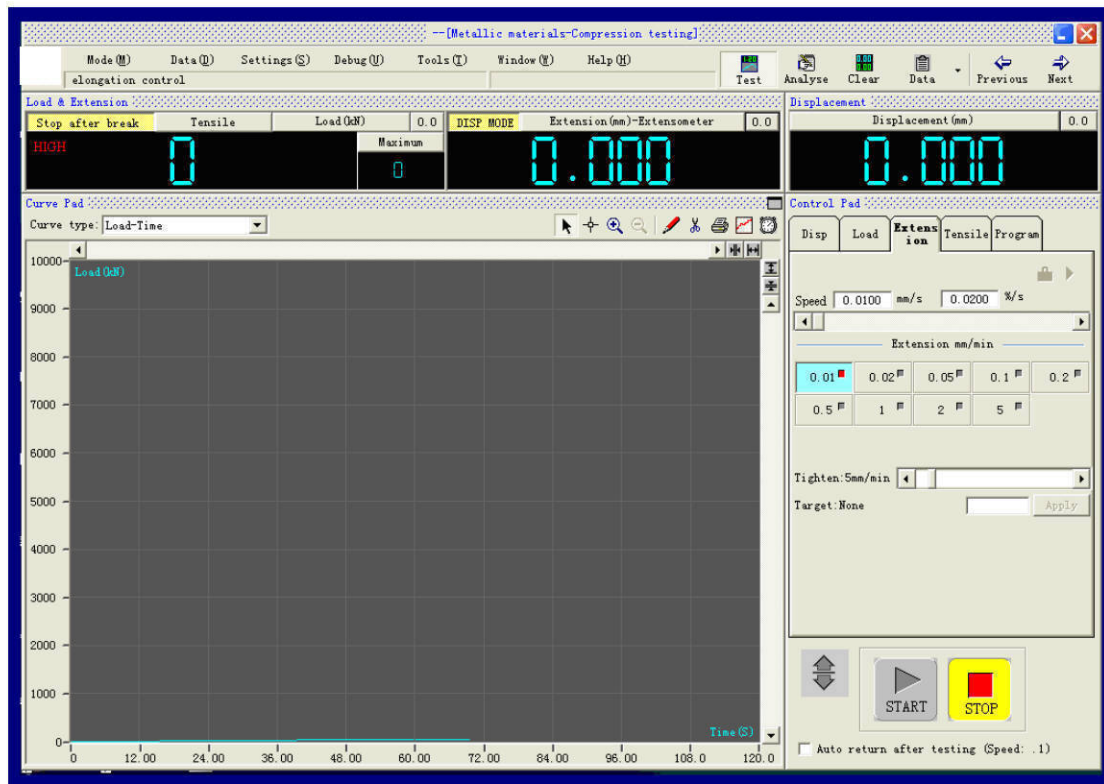 --[Metallic materials-Compression testing]
Mode(M) Data(D) Settings(S) Debug(U) Tools(T) Window(W) Help(H)
elongation control
Test Analyse Clear Data Previous Next
Load & Extension
Stop after break Tensile Load(kN) 0.0 DISP MODE Extension(mm)-Extensometer 0.0
HIGH 0 Maximum 0 0.000
Displacement
Displacement(mm) 0.0
0.000
Curve Pad
Curve type: Load-Time
Load(kN)
10000
9000
8000
7000
6000
5000
4000
3000
2000
1000
0
Time(S)
0 12.00 24.00 36.00 48.00 60.00 72.00 84.00 96.00 108.0 120.0
Control Pad
Disp Load Extens ion Tensile Program
Speed 0.0100 mm/s 0.0200 %/s
Extension mm/min
0.01 0.02 0.05 0.1 0.2
0.5 1 2 5
Tighten:5mm/min
Target:None Apply
START STOP
Auto return after testing (Speed: .1)